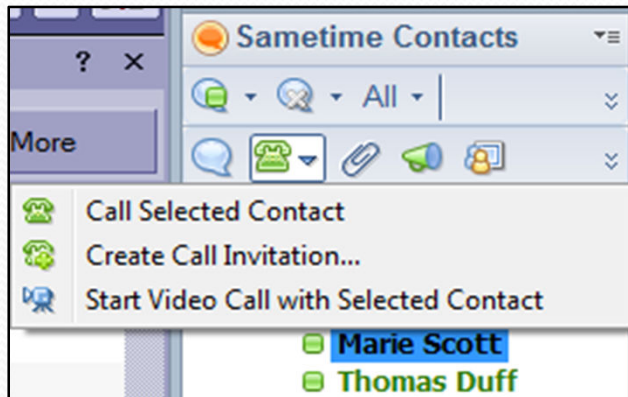 Sametime Contacts
? ×
All
More
Call Selected Contact
Create Call Invitation...
Start Video Call with Selected Contact
Marie Scott
Thomas Duff